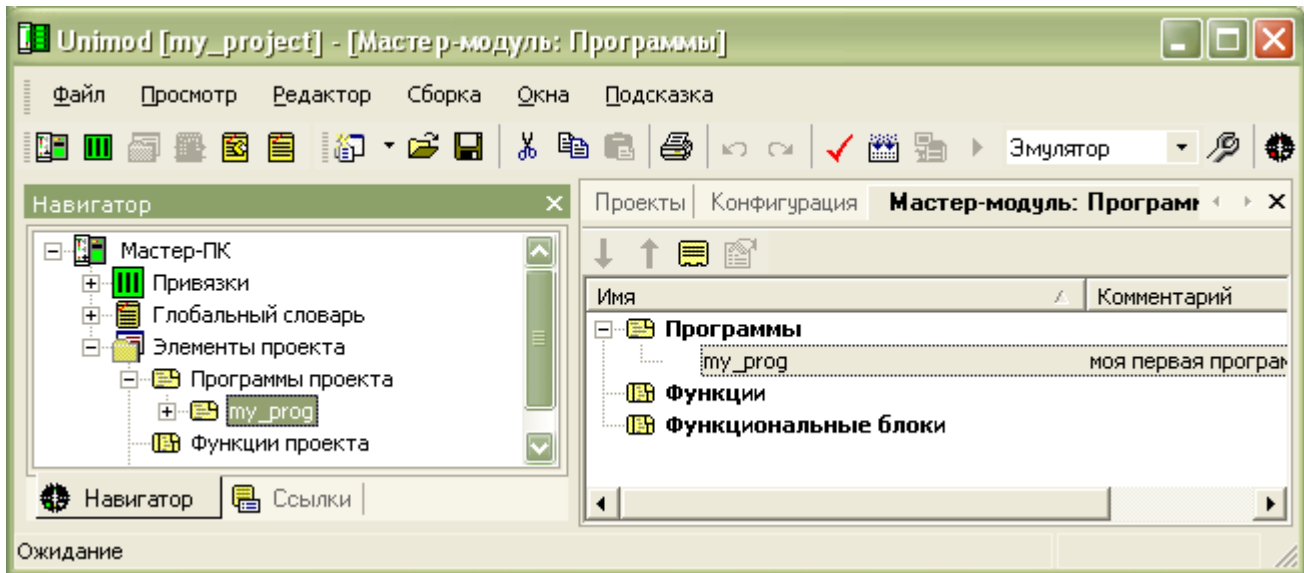 Unimod [my_project] - [Мастер-модуль: Программы]
Файл Просмотр Редактор Сборка Окна Подсказка
Эмулятор
Навигатор
Мастер-ПК
Привязки
Глобальный словарь
Элементы проекта
Программы проекта
my_prog
Функции проекта
Навигатор Ссылки
Проекты Конфигурация Мастер-модуль: Програм
Имя Комментарий
Программы
my_prog моя первая програм
Функции
Функциональные блоки
Ожидание